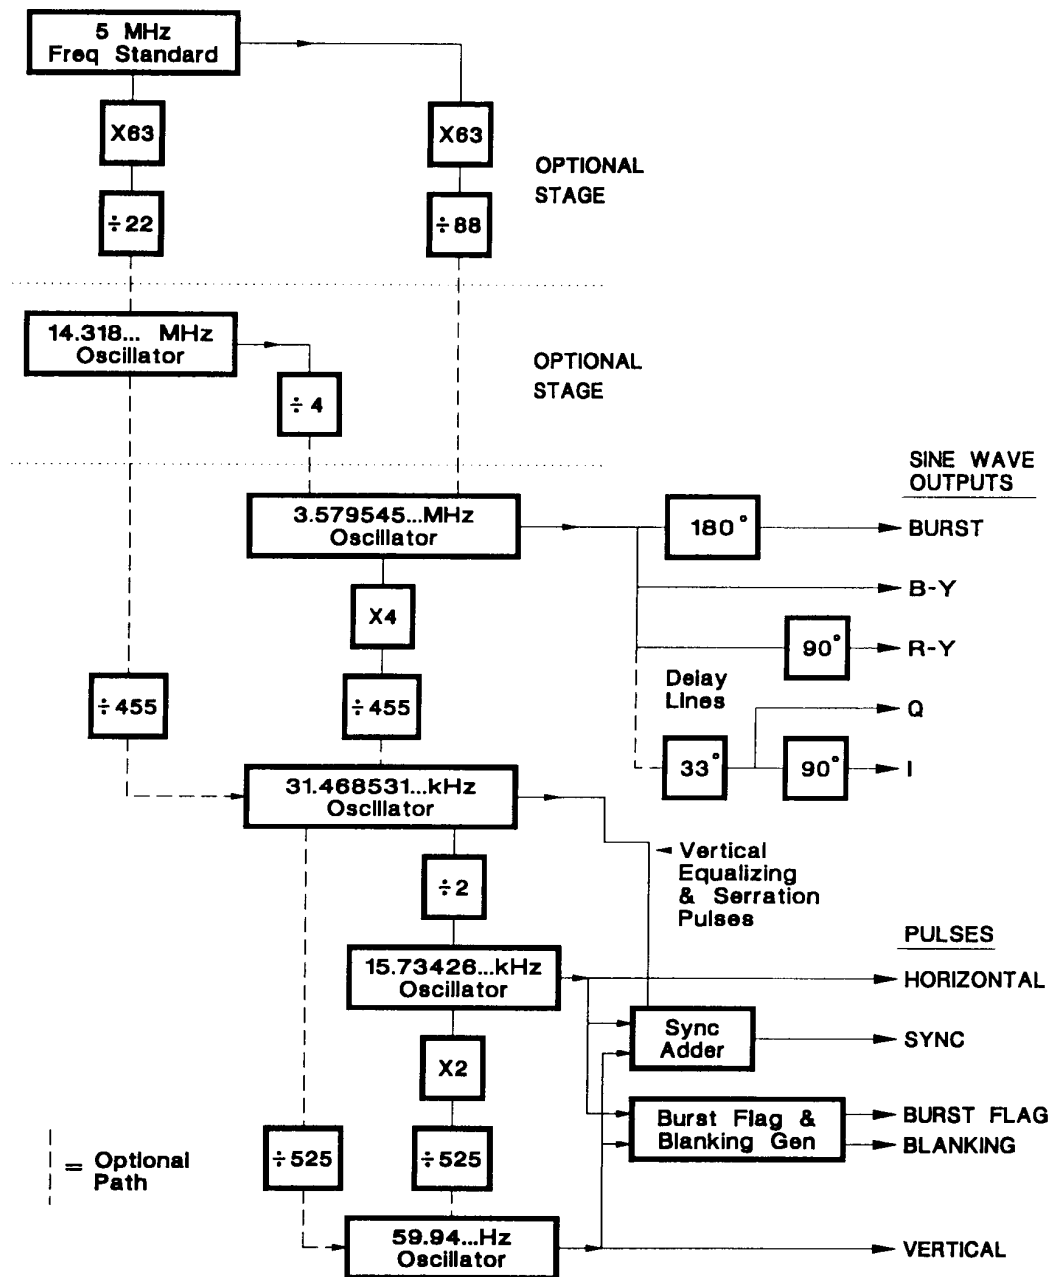 5 MHz
Freq Standard
X63
X63
÷22
÷88
OPTIONAL
STAGE
14.318... MHz
Oscillator
÷4
OPTIONAL
STAGE
3.579545...MHz
Oscillator
SINE WAVE
OUTPUTS
180°
BURST
X4
B-Y
90°
R-Y
÷455
÷455
Delay
Lines
Q
33°
90°
I
31.468531...kHz
Oscillator
Vertical
Equalizing
& Serration
Pulses
÷2
PULSES
15.73426...kHz
Oscillator
HORIZONTAL
Sync
Adder
SYNC
X2
Burst Flag &
Blanking Gen
BURST FLAG
BLANKING
= Optional
Path
÷525
÷525
59.94...Hz
Oscillator
VERTICAL